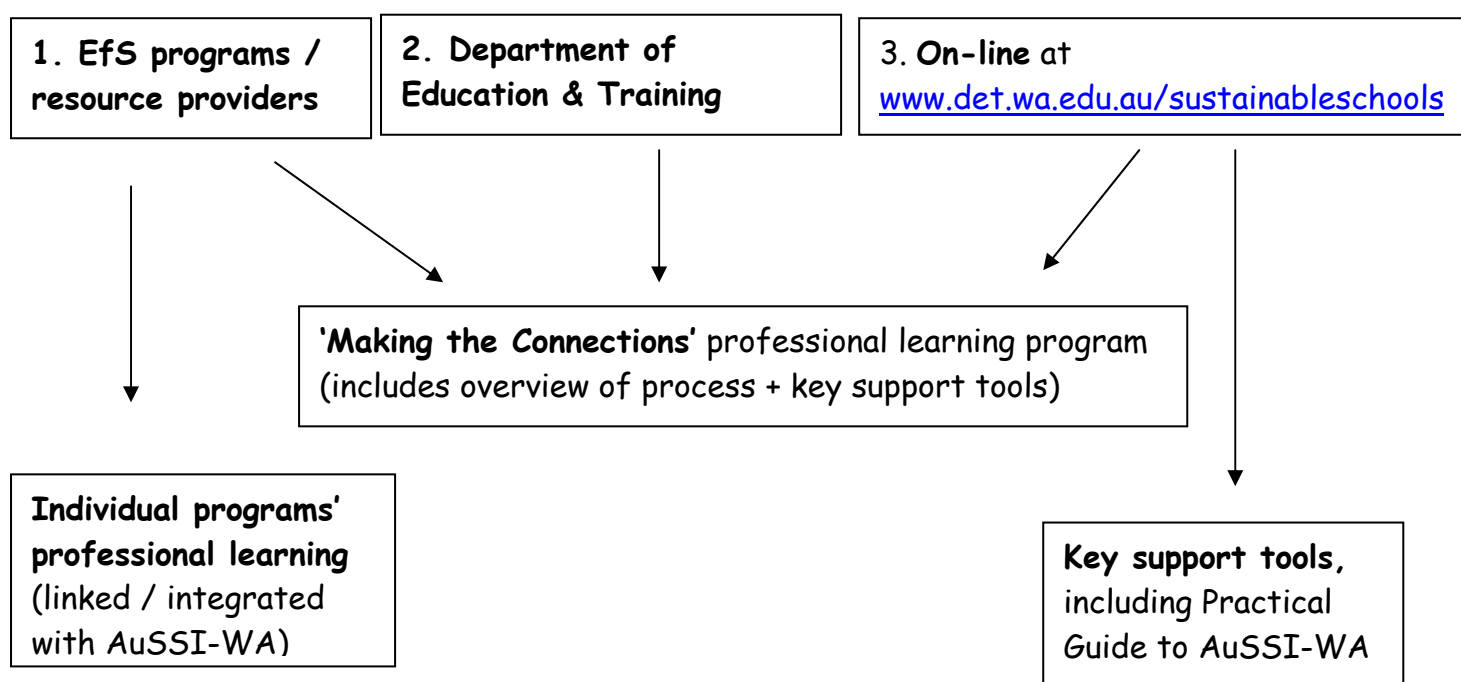 1. EfS programs /
resource providers
2. Department of
Education & Training
3. On-line at
www.det.wa.edu.au/sustainableschools
‘Making the Connections’ professional learning program
(includes overview of process + key support tools)
Individual programs’
professional learning
(linked / integrated
with AuSSI-WA)
Key support tools,
including Practical
Guide to AuSSI-WA